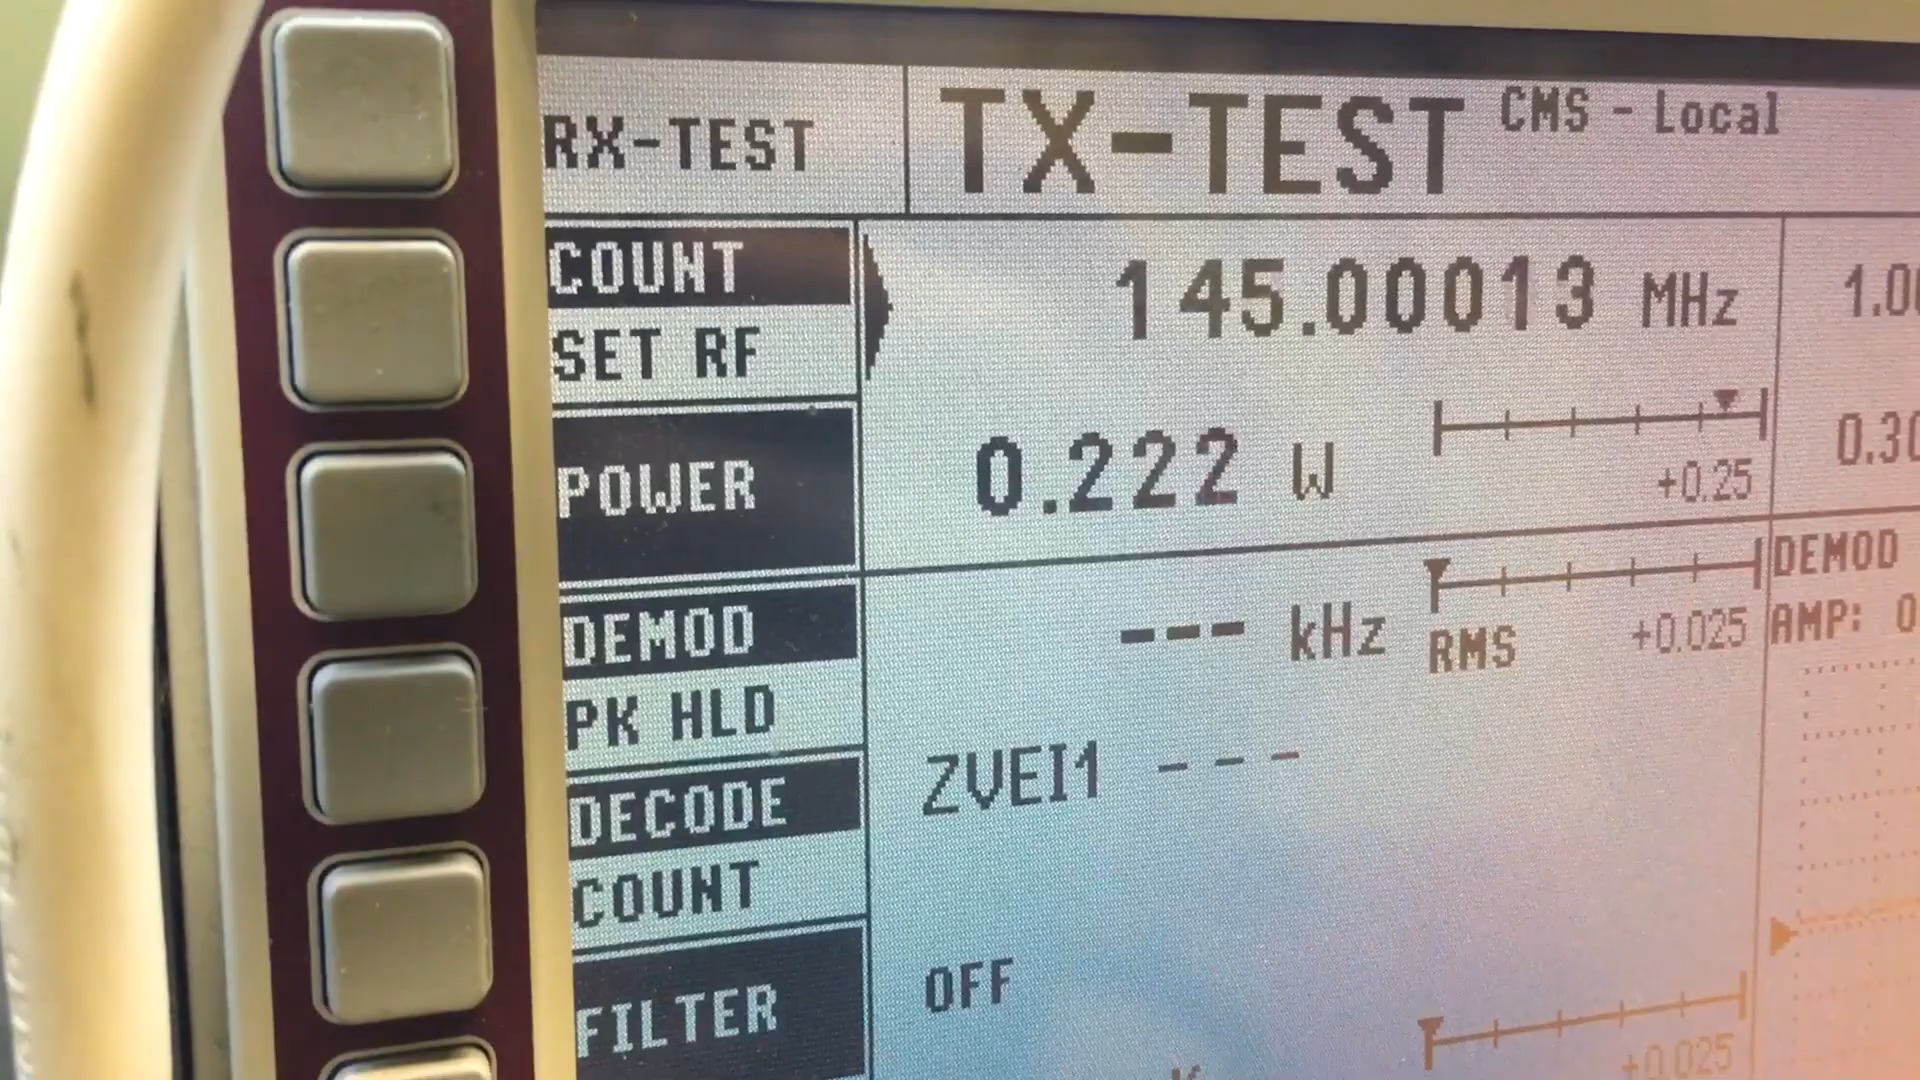 RX-TEST
TX-TEST CMS - Local
COUNT
SET RF
145.00013 MHz
POWER
0.222 W
+0.25
DEMOD
PK HLD
--- kHz
RMS
+0.025
DEMOD
AMP:
DECODE
COUNT
ZVEI1 - - -
FILTER
OFF
+0.025